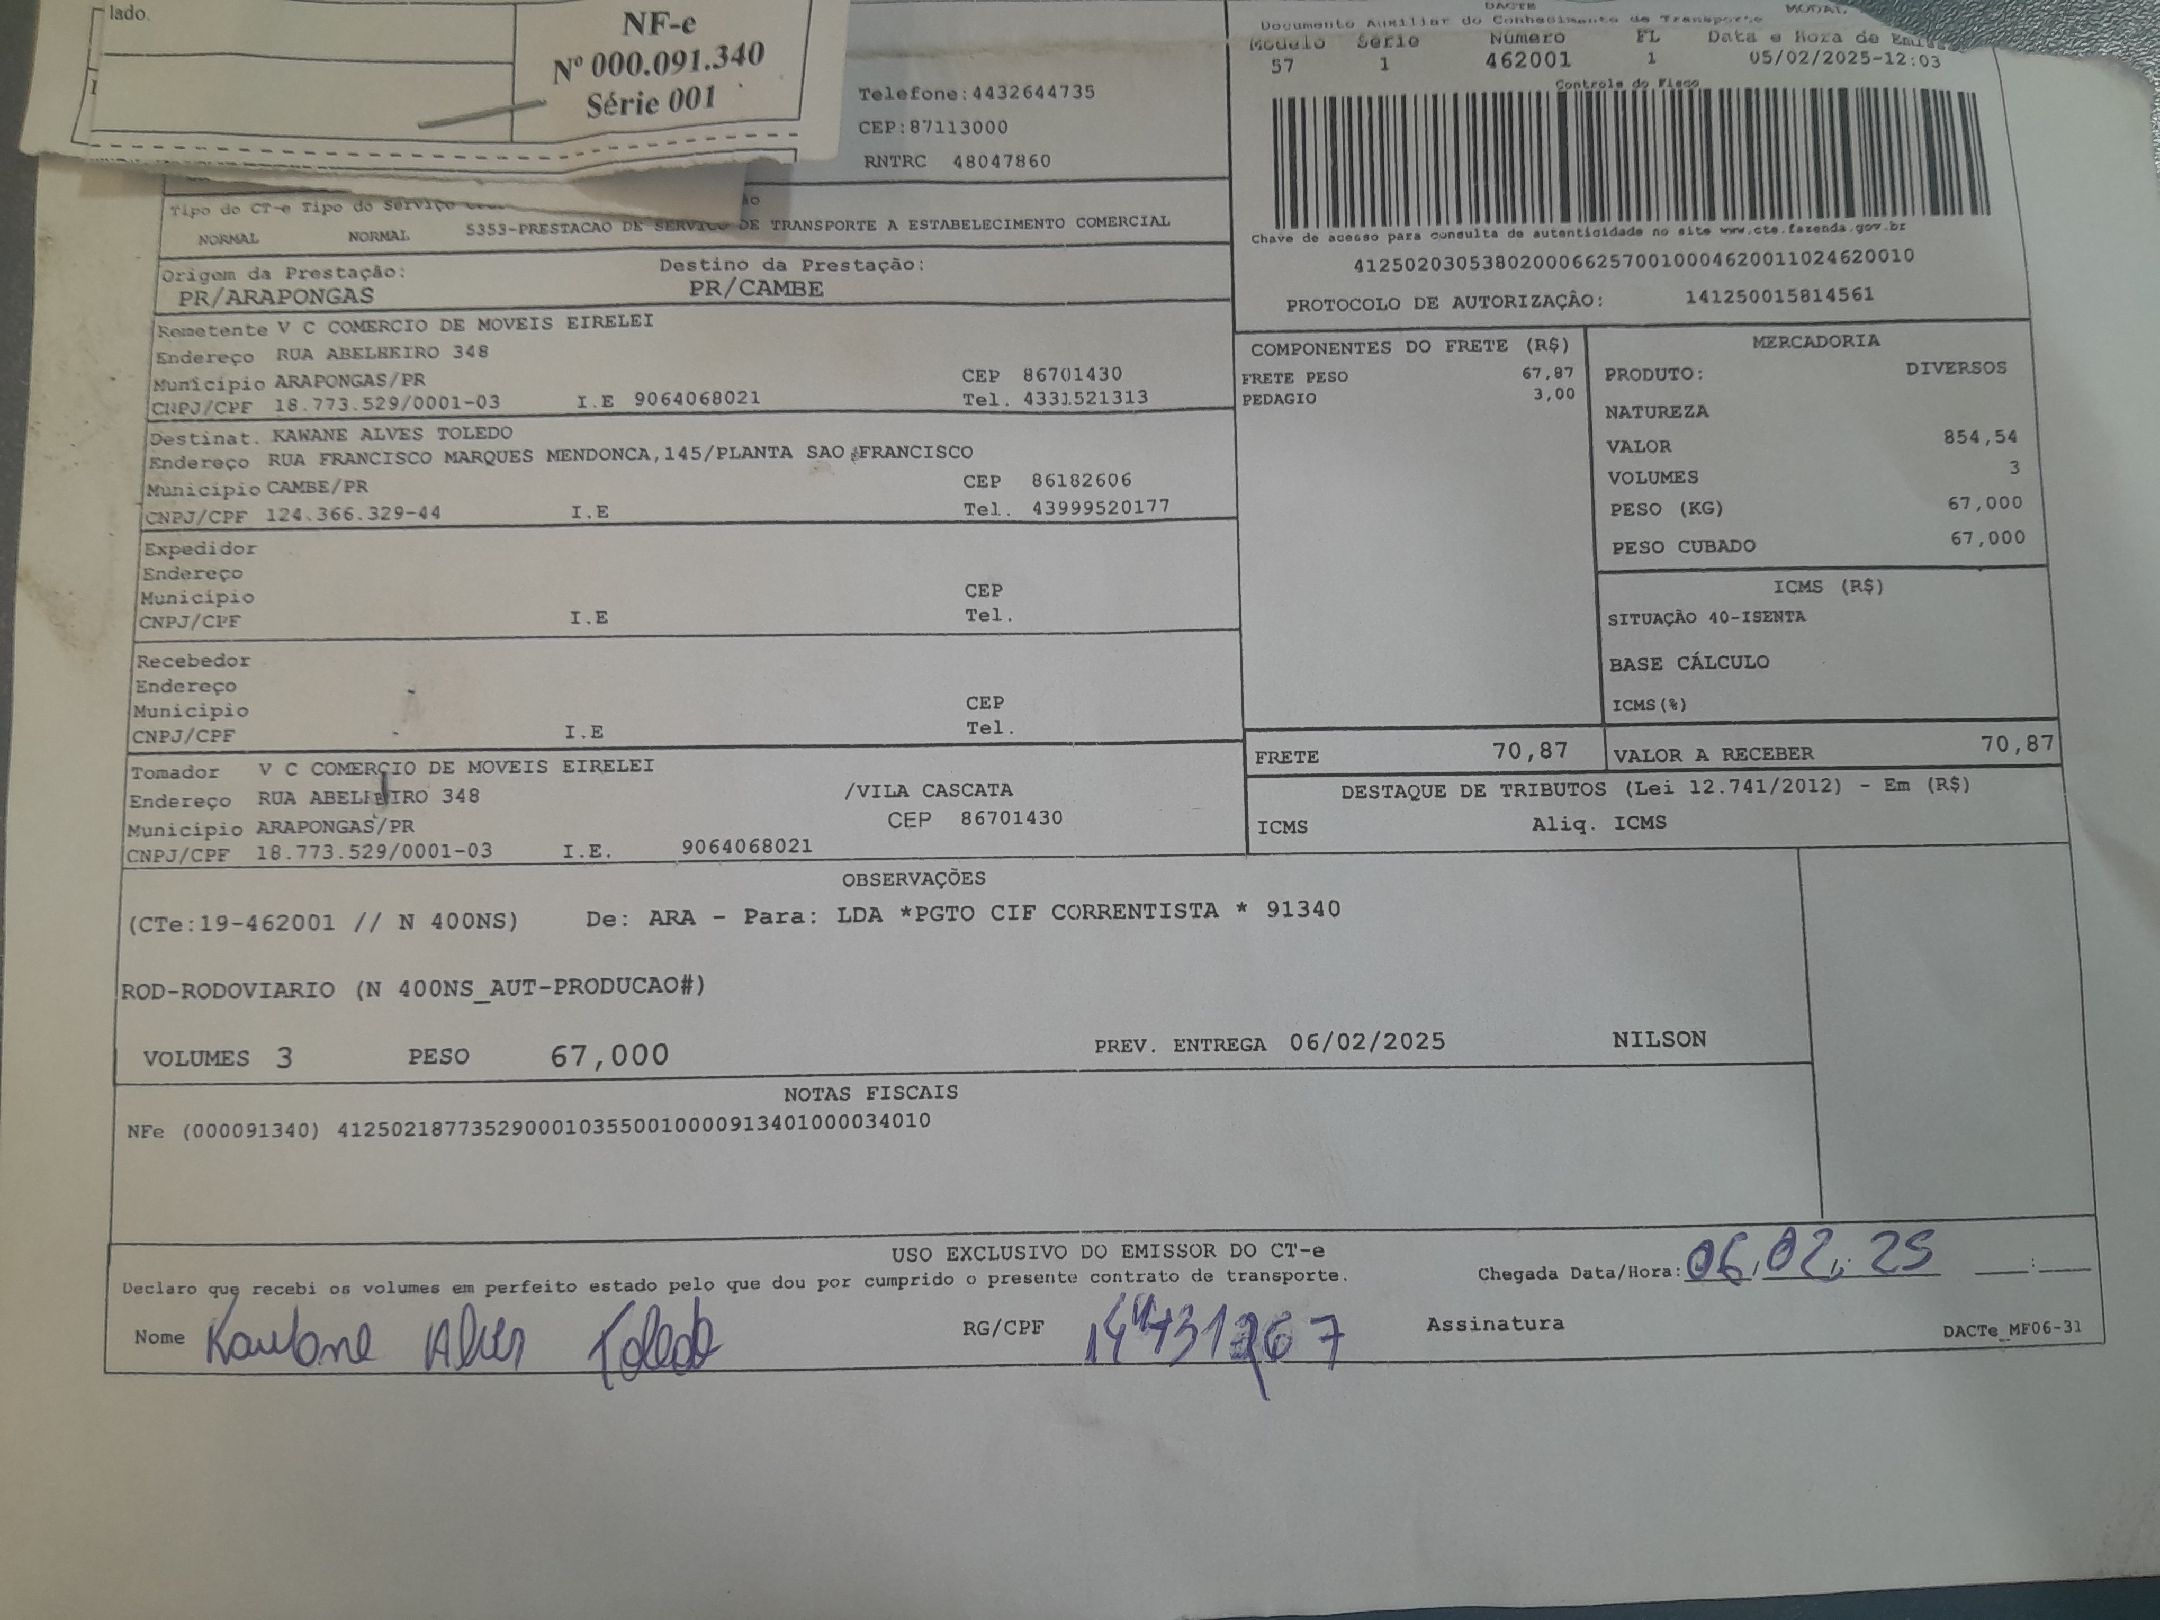 lado.
NF-e
Nº 000.091.340
Série 001
DACTE
MODAL
Documento Auxiliar do Conhecimento de Transporte
Modelo Série Número FL Data e Hora de
57 1 462001 1 05/02/2025-12:03
Controle do Fisco
Telefone:4432644735
CEP:87113000
RNTRC 48047860
Chave de acesso para consulta de autenticidade no site www.cte.fazenda.gov.br
41250203053802000662570010004620011024620010
PROTOCOLO DE AUTORIZAÇÃO: 141250015814561
Tipo do CT-e Tipo do Serviço
NORMAL NORMAL 5353-PRESTACAO DE SERVICO DE TRANSPORTE A ESTABELECIMENTO COMERCIAL
Origem da Prestação: Destino da Prestação:
PR/ARAPONGAS PR/CAMBE
Remetente V C COMERCIO DE MOVEIS EIRELEI
Endereço RUA ABELHEIRO 348
Município ARAPONGAS/PR CEP 86701430
CNPJ/CPF 18.773.529/0001-03 I.E 9064068021 Tel. 4331521313
Destinat. KAWANE ALVES TOLEDO
Endereço RUA FRANCISCO MARQUES MENDONCA,145/PLANTA SAO FRANCISCO
Município CAMBE/PR CEP 86182606
CNPJ/CPF 124.366.329-44 I.E Tel. 43999520177
Expedidor
Endereço
Município CEP
CNPJ/CPF I.E Tel.
Recebedor
Endereço
Município CEP
CNPJ/CPF I.E Tel.
Tomador V C COMERCIO DE MOVEIS EIRELEI
Endereço RUA ABELHEIRO 348 /VILA CASCATA
Município ARAPONGAS/PR CEP 86701430
CNPJ/CPF 18.773.529/0001-03 I.E. 9064068021
COMPONENTES DO FRETE (R$)
FRETE PESO 67,87
PEDAGIO 3,00
MERCADORIA
PRODUTO: DIVERSOS
NATUREZA
VALOR 854,54
VOLUMES 3
PESO (KG) 67,000
PESO CUBADO 67,000
ICMS (R$)
SITUAÇÃO 40-ISENTA
BASE CÁLCULO
ICMS(%)
FRETE 70,87 VALOR A RECEBER 70,87
DESTAQUE DE TRIBUTOS (Lei 12.741/2012) - Em (R$)
ICMS Aliq. ICMS
OBSERVAÇÕES
(CTe:19-462001 // N 400NS) De: ARA - Para: LDA *PGTO CIF CORRENTISTA * 91340
ROD-RODOVIARIO (N 400NS_AUT-PRODUCAO#)
VOLUMES 3 PESO 67,000 PREV. ENTREGA 06/02/2025 NILSON
NOTAS FISCAIS
NFe (000091340) 41250218773529000103550010000913401000034010
USO EXCLUSIVO DO EMISSOR DO CT-e
Declaro que recebi os volumes em perfeito estado pelo que dou por cumprido o presente contrato de transporte. Chegada Data/Hora: 06,02, 25 :
Nome Alves Toledo RG/CPF Assinatura DACTe_MF06-31